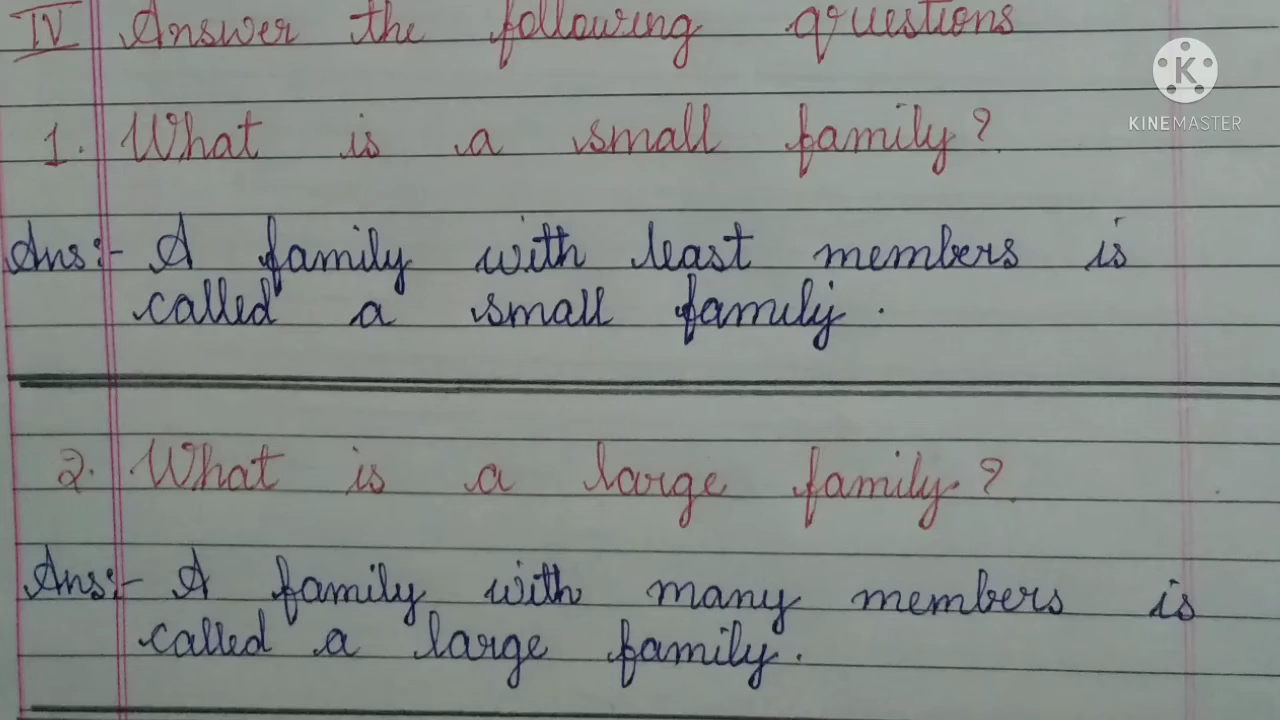 IV Answer the following questions
K
KINEMASTER
1. What is a small family?
Ans:- A family with least members is
called a small family.
2. What is a large family.?
Ans:- A family with many members is
called a large family.